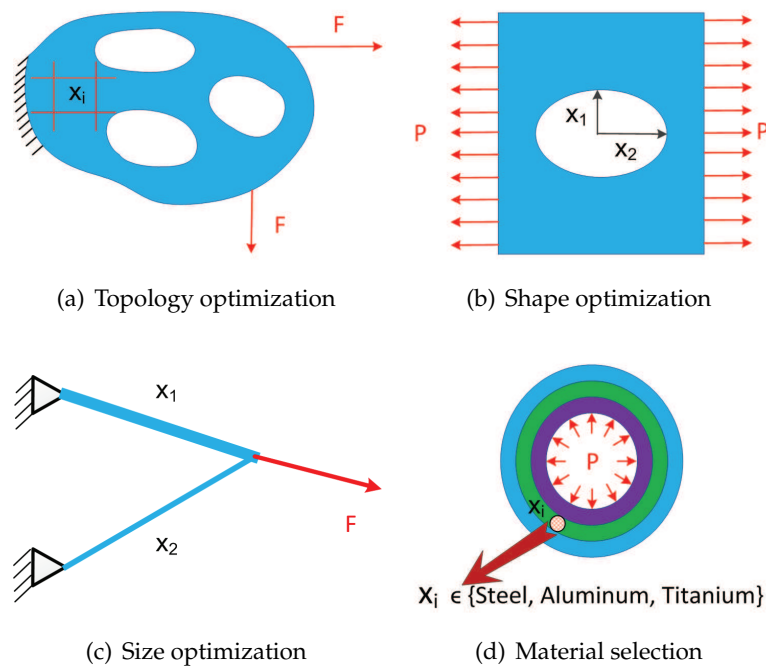 F
xᵢ
F
(a) Topology optimization
P
x₁
x₂
P
(b) Shape optimization
x₁
x₂
F
(c) Size optimization
P
xᵢ
xᵢ ϵ {Steel, Aluminum, Titanium}
(d) Material selection